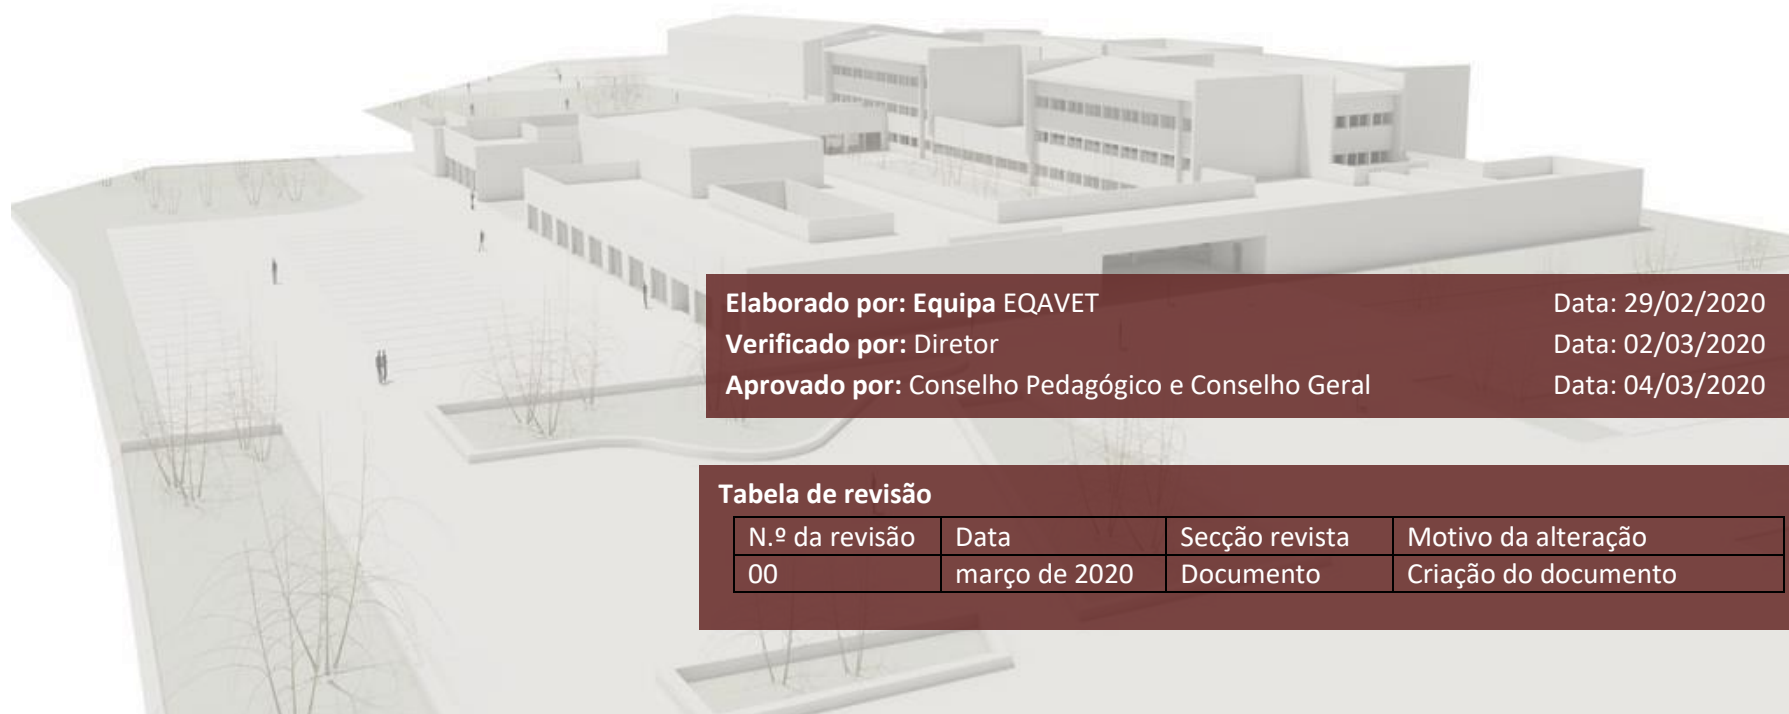 Elaborado por: Equipa EQAVET Data: 29/02/2020
Verificado por: Diretor Data: 02/03/2020
Aprovado por: Conselho Pedagógico e Conselho Geral Data: 04/03/2020
Tabela de revisão
N.º da revisão Data Secção revista Motivo da alteração
00 março de 2020 Documento Criação do documento